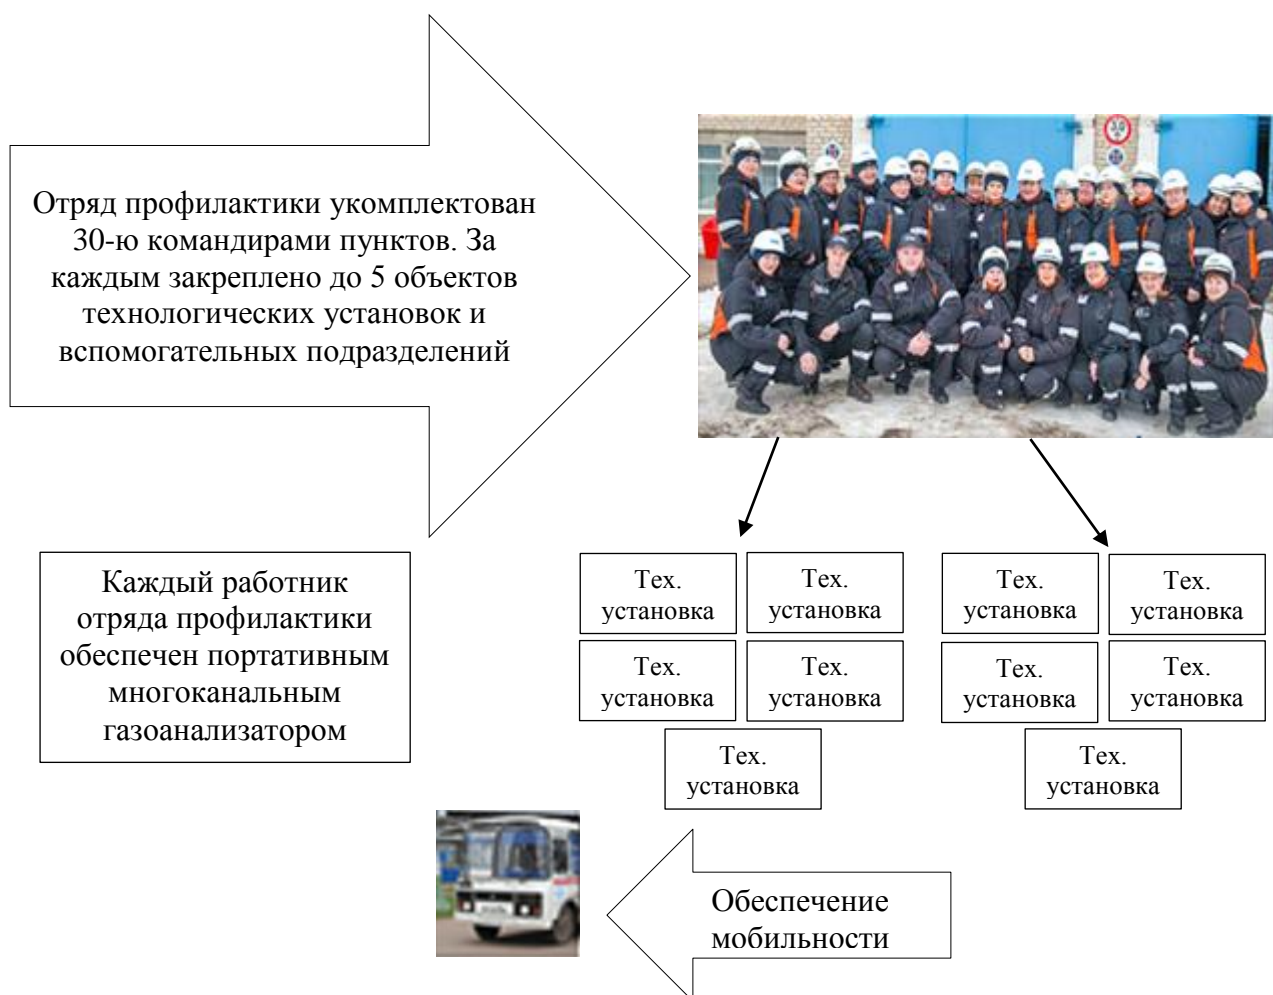 Отряд профилактики укомплектован
30-ю командирами пунктов. За
каждым закреплено до 5 объектов
технологических установок и
вспомогательных подразделений
Каждый работник
отряда профилактики
обеспечен портативным
многоканальным
газоанализатором
Тех.
установка
Тех.
установка
Тех.
установка
Тех.
установка
Тех.
установка
Тех.
установка
Тех.
установка
Тех.
установка
Тех.
установка
Тех.
установка
Обеспечение
мобильности